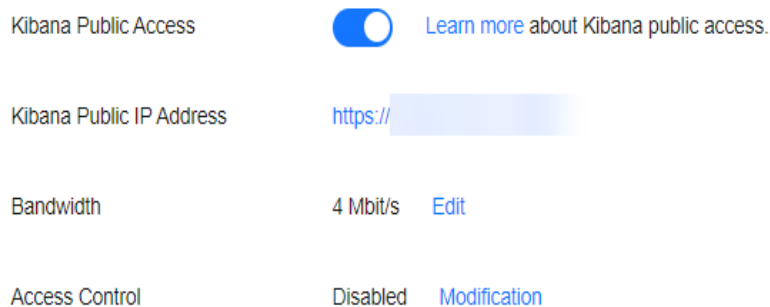 Kibana Public Access Learn more about Kibana public access.
Kibana Public IP Address https://
Bandwidth 4 Mbit/s Edit
Access Control Disabled Modification